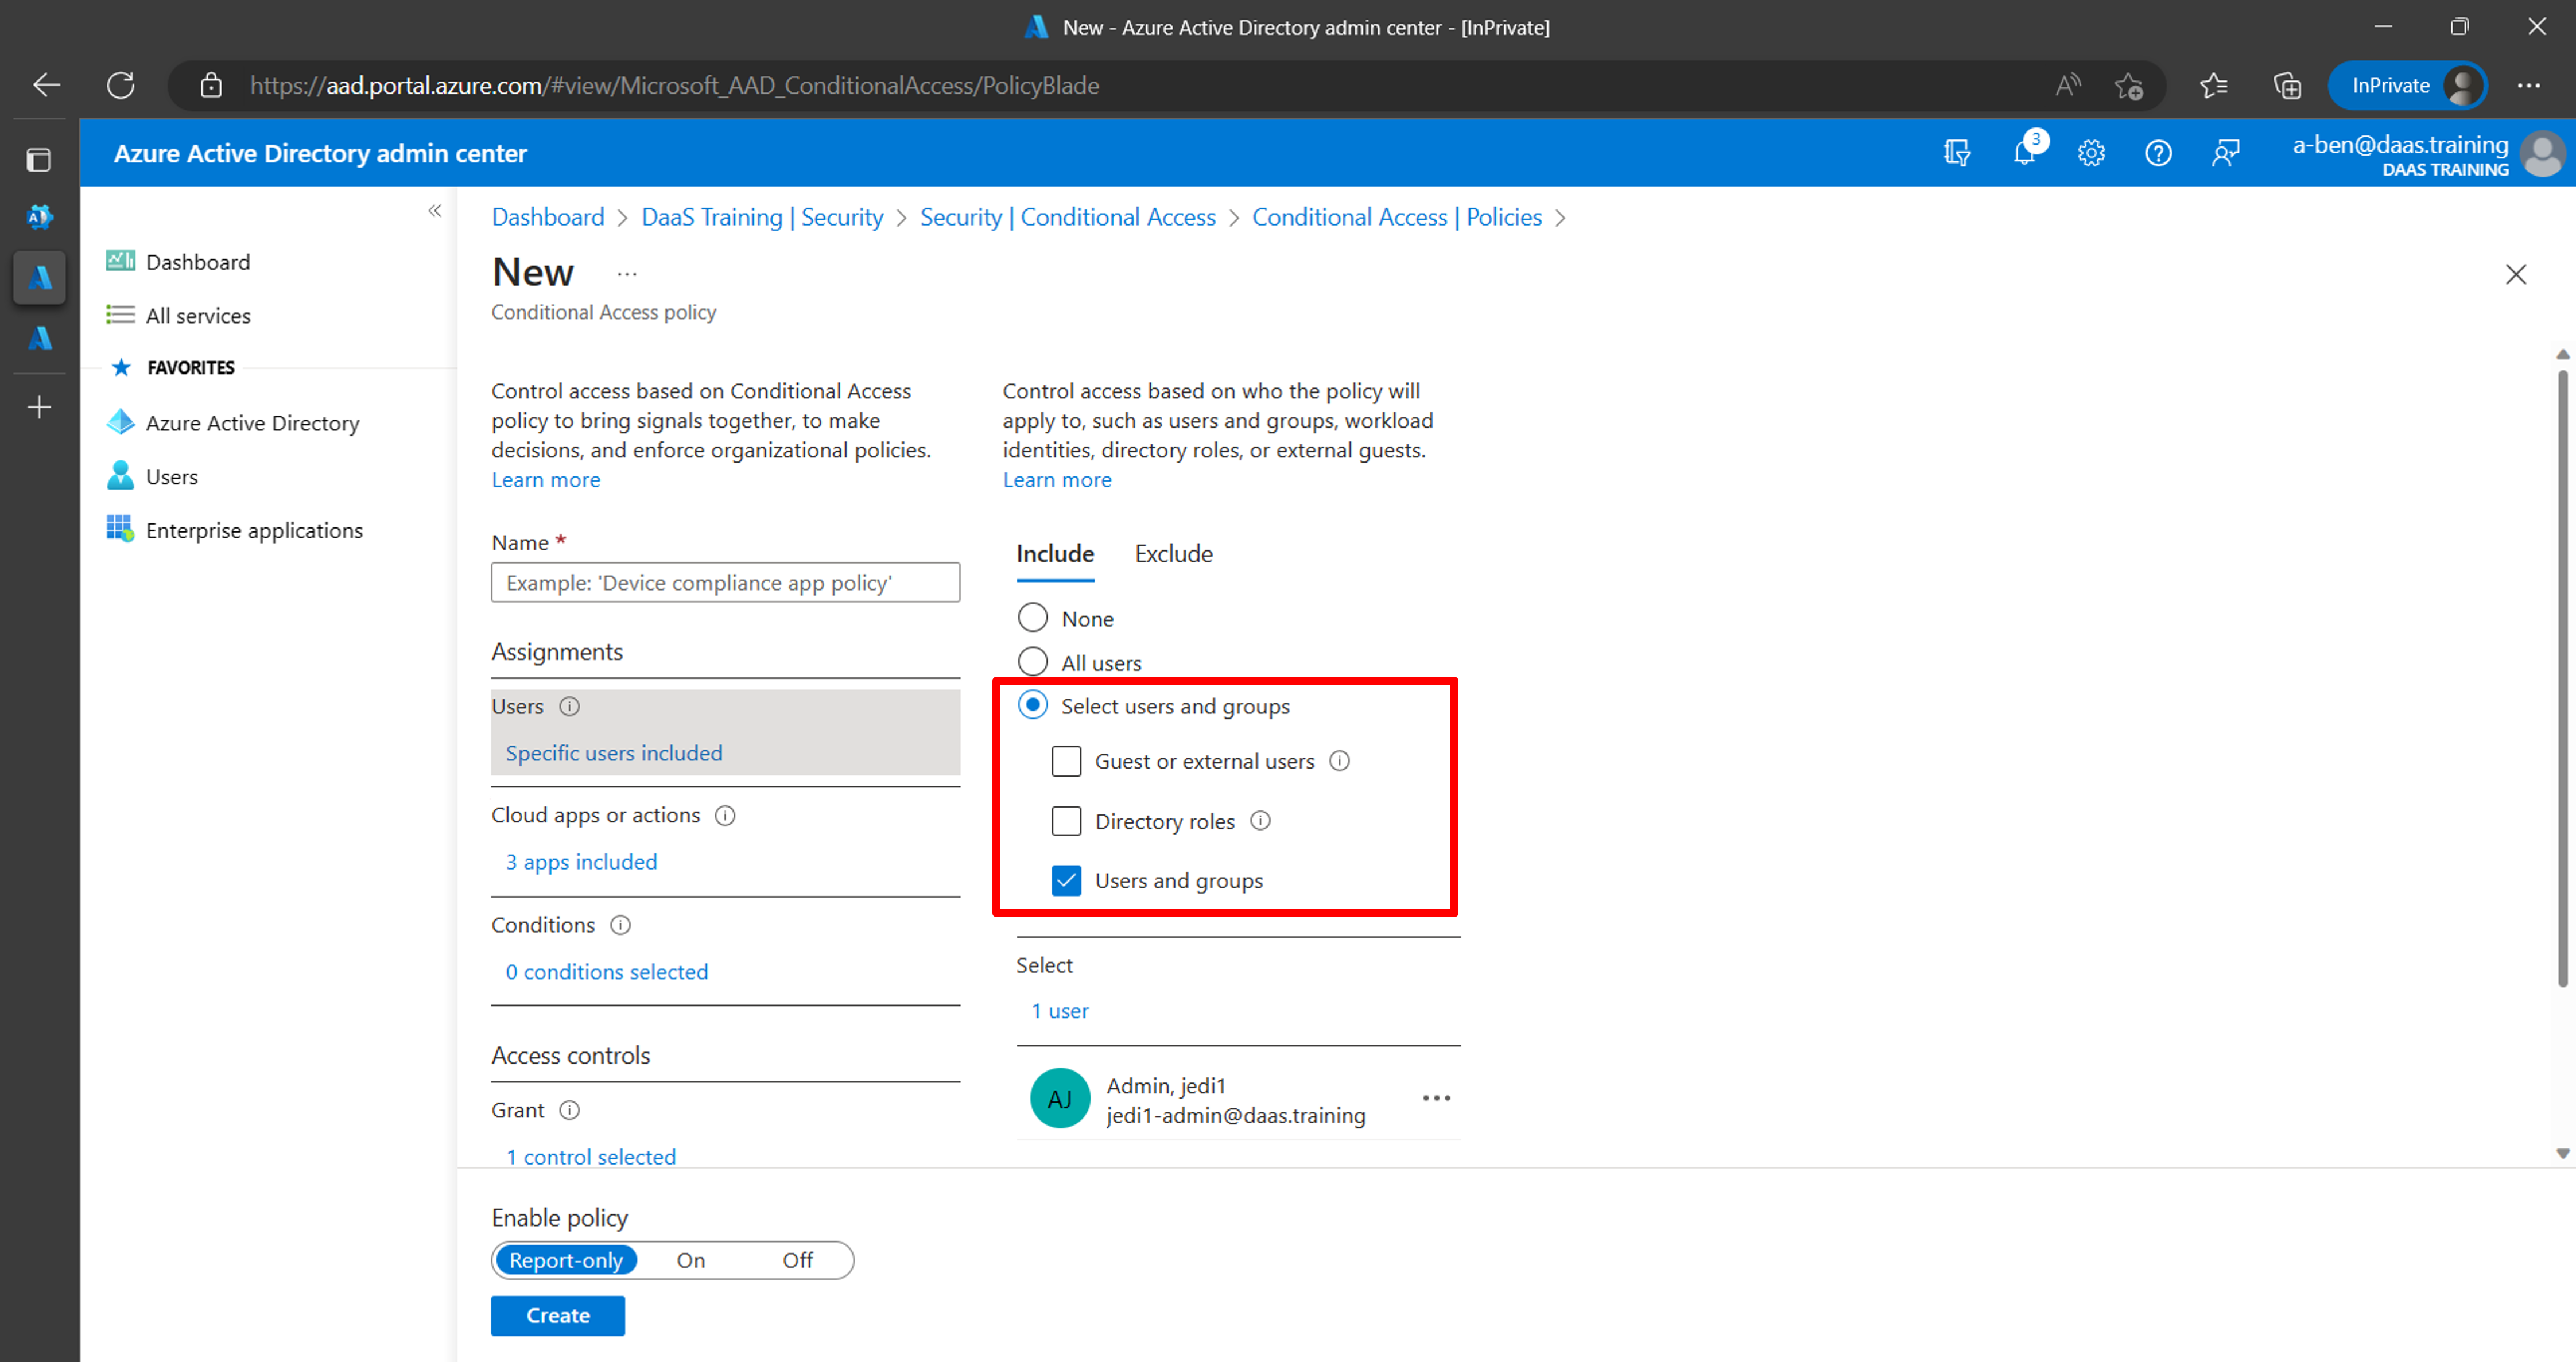 New - Azure Active Directory admin center - [InPrivate]
https://aad.portal.azure.com/#view/Microsoft_AAD_ConditionalAccess/PolicyBlade
InPrivate
Azure Active Directory admin center
3
a-ben@daas.training
DAAS TRAINING
Dashboard
All services
FAVORITES
Azure Active Directory
Users
Enterprise applications
Dashboard > DaaS Training | Security > Security | Conditional Access > Conditional Access | Policies >
New ...
Conditional Access policy
Control access based on Conditional Access
policy to bring signals together, to make
decisions, and enforce organizational policies.
Learn more
Name *
Example: 'Device compliance app policy'
Assignments
Users
Specific users included
Cloud apps or actions
3 apps included
Conditions
0 conditions selected
Access controls
Grant
1 control selected
Control access based on who the policy will
apply to, such as users and groups, workload
identities, directory roles, or external guests.
Learn more
Include Exclude
None
All users
Select users and groups
Guest or external users
Directory roles
Users and groups
Select
1 user
AJ
Admin, jedi1
jedi1-admin@daas.training
Enable policy
Report-only On Off
Create